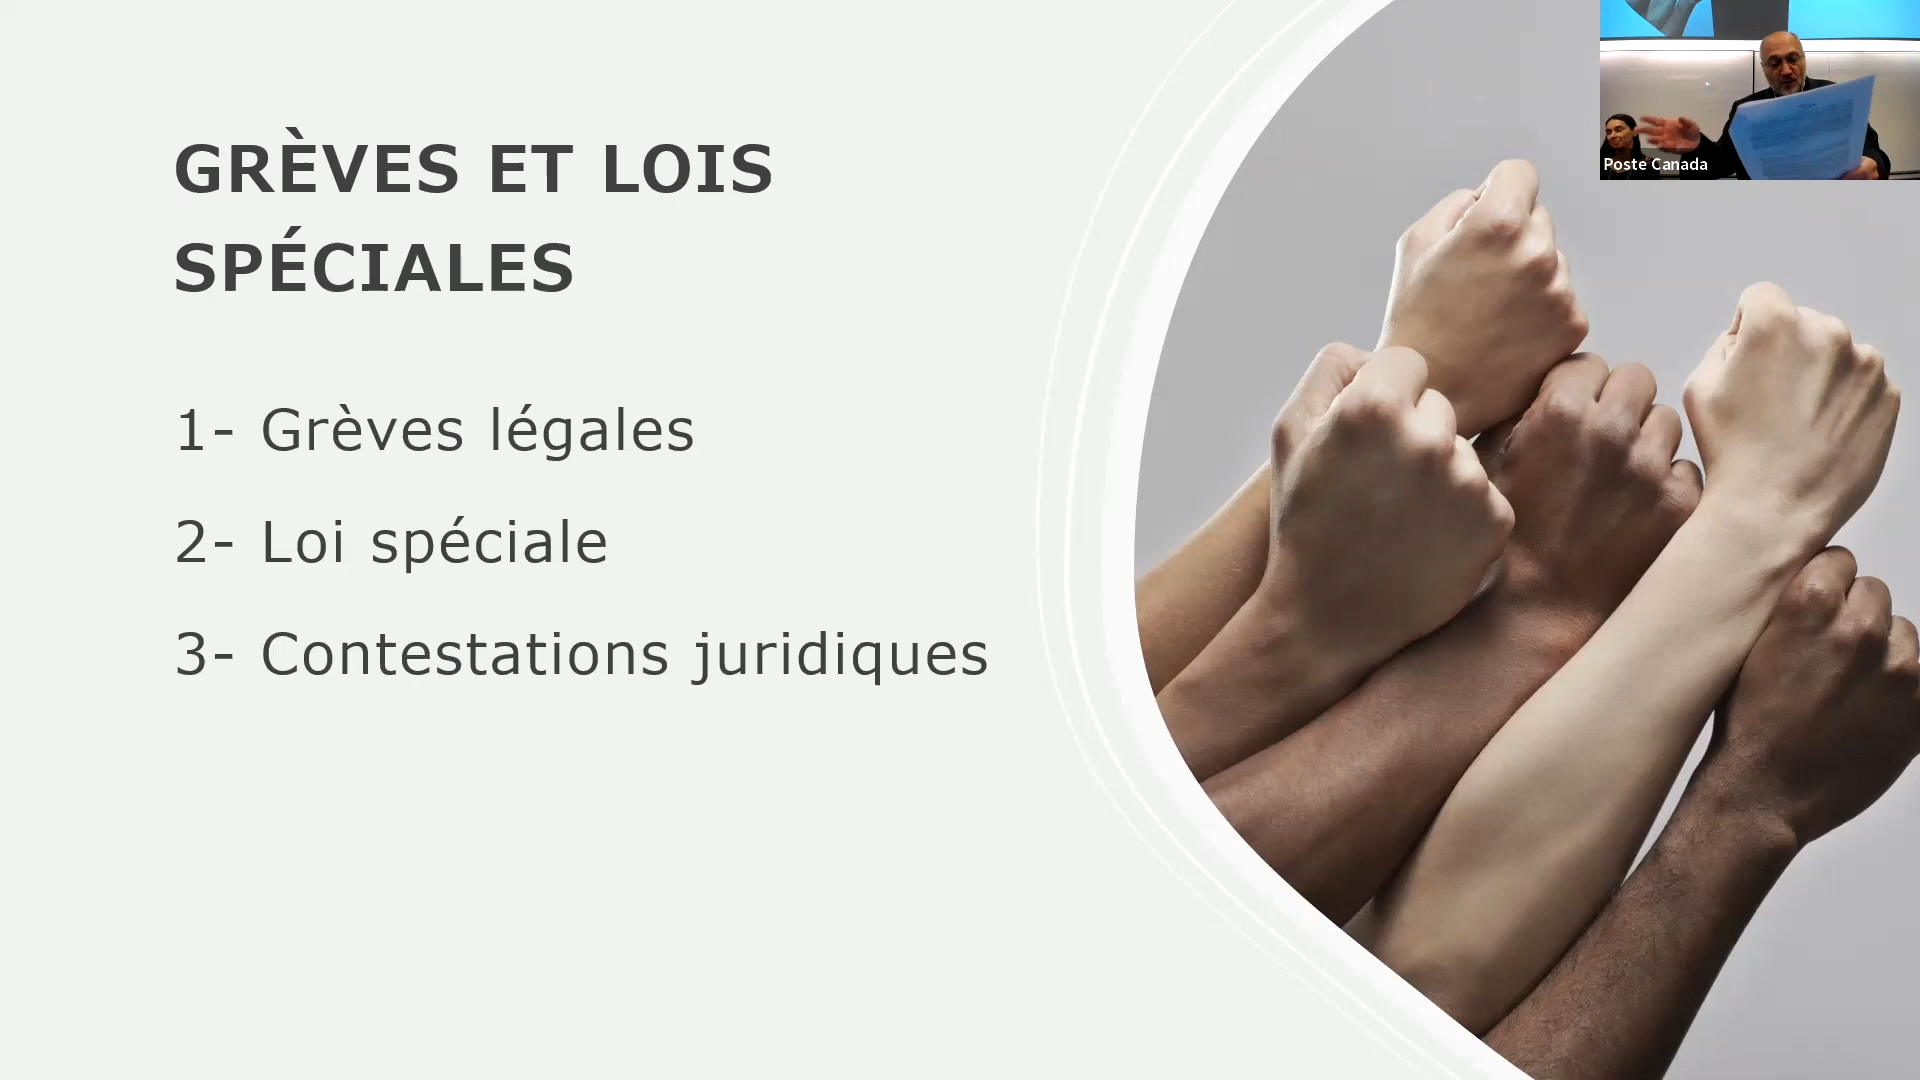 GRÈVES ET LOIS
SPÉCIALES
1- Grèves légales
2- Loi spéciale
3- Contestations juridiques
Poste Canada